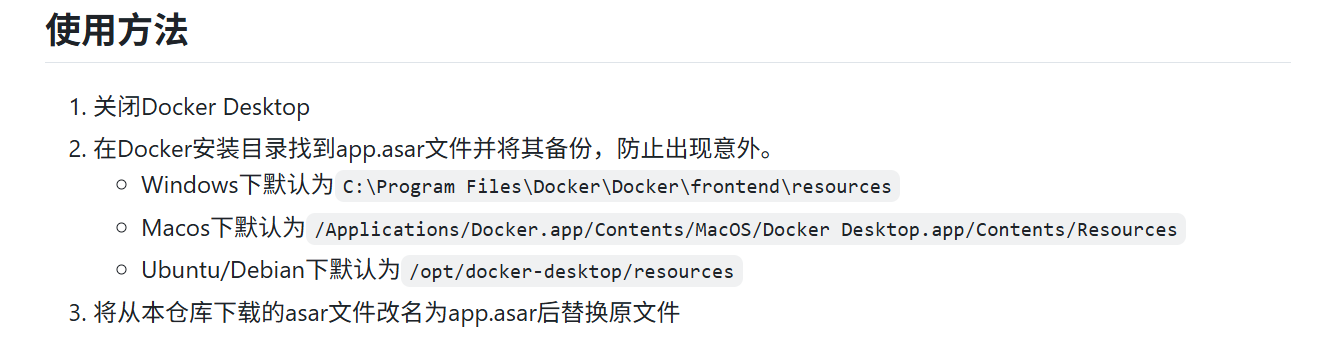 使用方法
1. 关闭Docker Desktop
2. 在Docker安装目录找到app.asar文件并将其备份，防止出现意外。
○ Windows下默认为 C:\Program Files\Docker\Docker\frontend\resources
○ Macos下默认为 /Applications/Docker.app/Contents/MacOS/Docker Desktop.app/Contents/Resources
○ Ubuntu/Debian下默认为 /opt/docker-desktop/resources
3. 将从本仓库下载的asar文件改名为app.asar后替换原文件